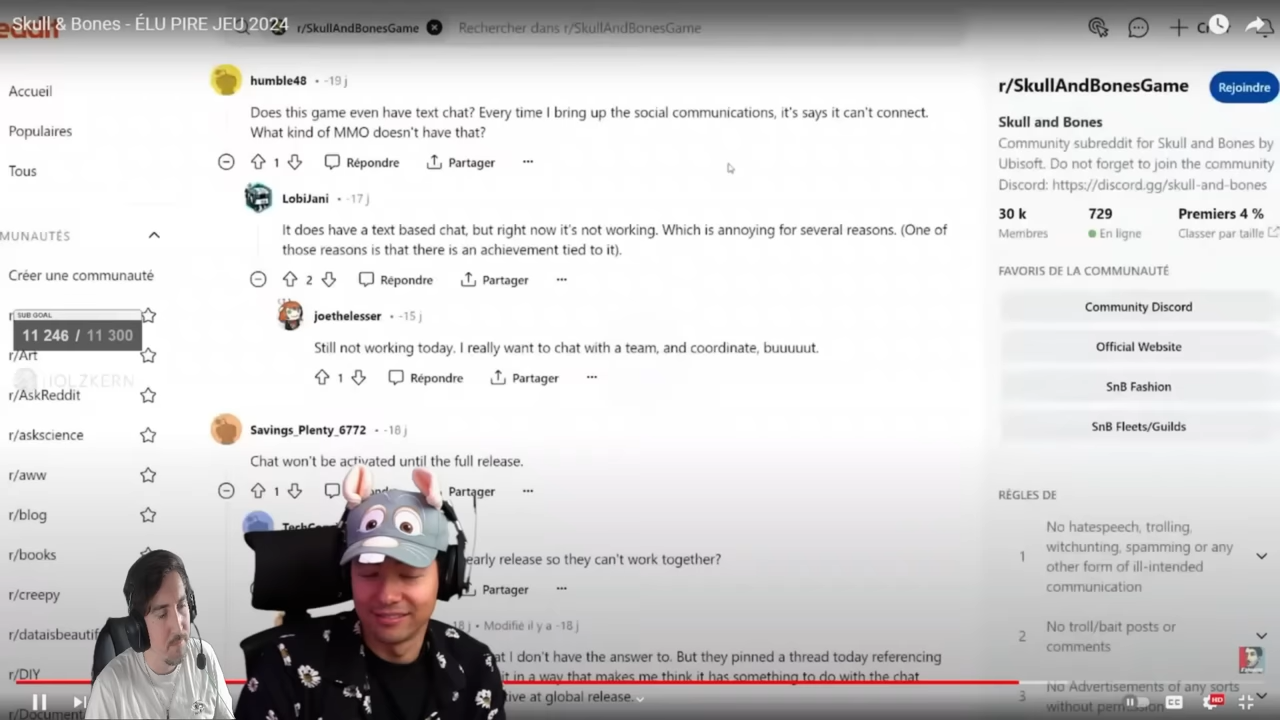 Skull & Bones - ÉLU PIRE JEU 2024
r/SkullAndBonesGame
Rechercher dans r/SkullAndBonesGame
Accueil
Populaires
Tous
MUNAUTÉS
Créer une communauté
SUB GOAL
11 246 / 11 300
r/Art
HOLZKERN
r/AskReddit
r/askscience
r/aww
r/blog
r/books
r/creepy
r/dataisbeautif
r/DIY
r/Document
humble48 • -19 j
Does this game even have text chat? Every time I bring up the social communications, it's says it can't connect.
What kind of MMO doesn't have that?
1 Répondre Partager ...
LobiJani • -17 j
It does have a text based chat, but right now it's not working. Which is annoying for several reasons. (One of
those reasons is that there is an achievement tied to it).
2 Répondre Partager ...
joethelesser • -15 j
Still not working today. I really want to chat with a team, and coordinate, buuuuut.
1 Répondre Partager ...
Savings_Plenty_6772 • -18 j
Chat won't be activated until the full release.
1 Partager ...
early release so they can't work together?
Partager ...
18 j • Modifié il y a -18 j
at I don't have the answer to. But they pinned a thread today referencing
it in a way that makes me think it has something to do with the chat
tive at global release.
r/SkullAndBonesGame
Rejoindre
Skull and Bones
Community subreddit for Skull and Bones by
Ubisoft. Do not forget to join the community
Discord: https://discord.gg/skull-and-bones
30 k 729 Premiers 4 %
Membres En ligne Classer par taille
FAVORIS DE LA COMMUNAUTÉ
Community Discord
Official Website
SnB Fashion
SnB Fleets/Guilds
RÈGLES DE
1 No hatespeech, trolling,
witchunting, spamming or any
other form of ill-intended
communication
2 No troll/bait posts or
comments
3 No Advertisements of any sorts
without
HD